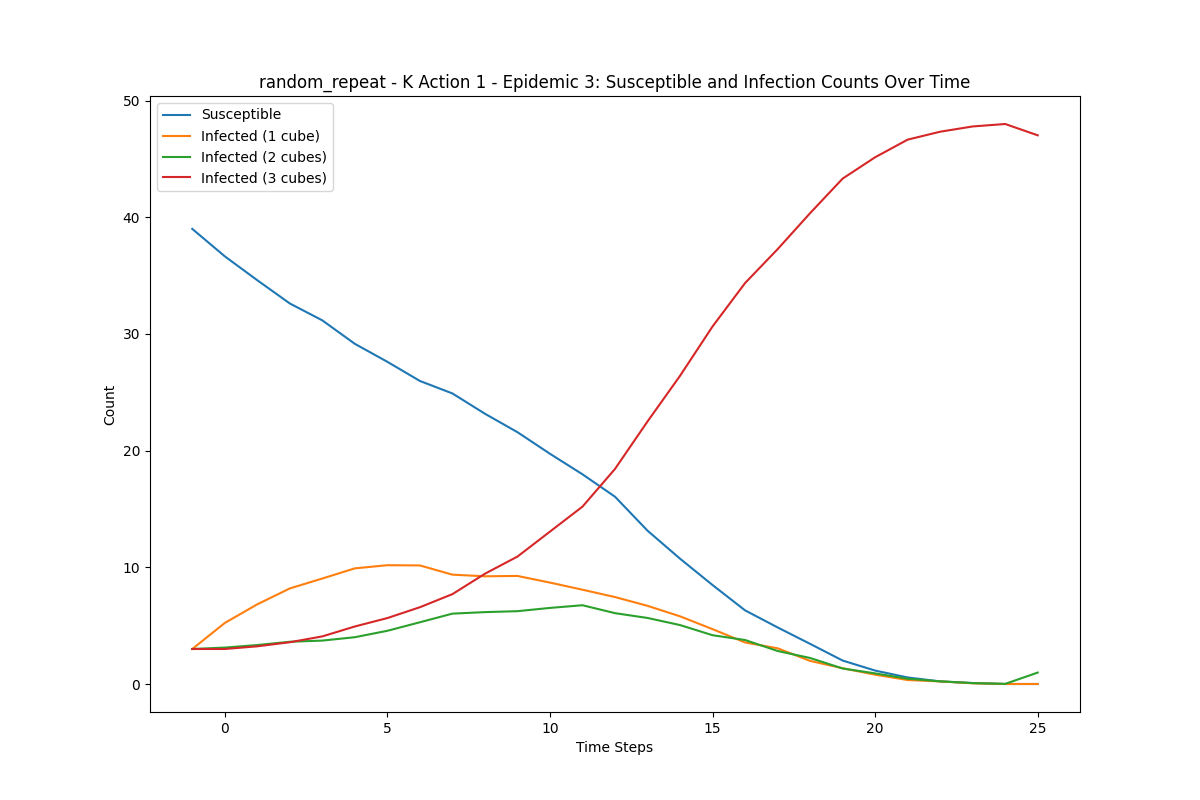 random_repeat - K Action 1 - Epidemic 3: Susceptible and Infection Counts Over Time
50
40
30
20
10
0
Count
Susceptible
Infected (1 cube)
Infected (2 cubes)
Infected (3 cubes)
0 5 10 15 20 25
Time Steps